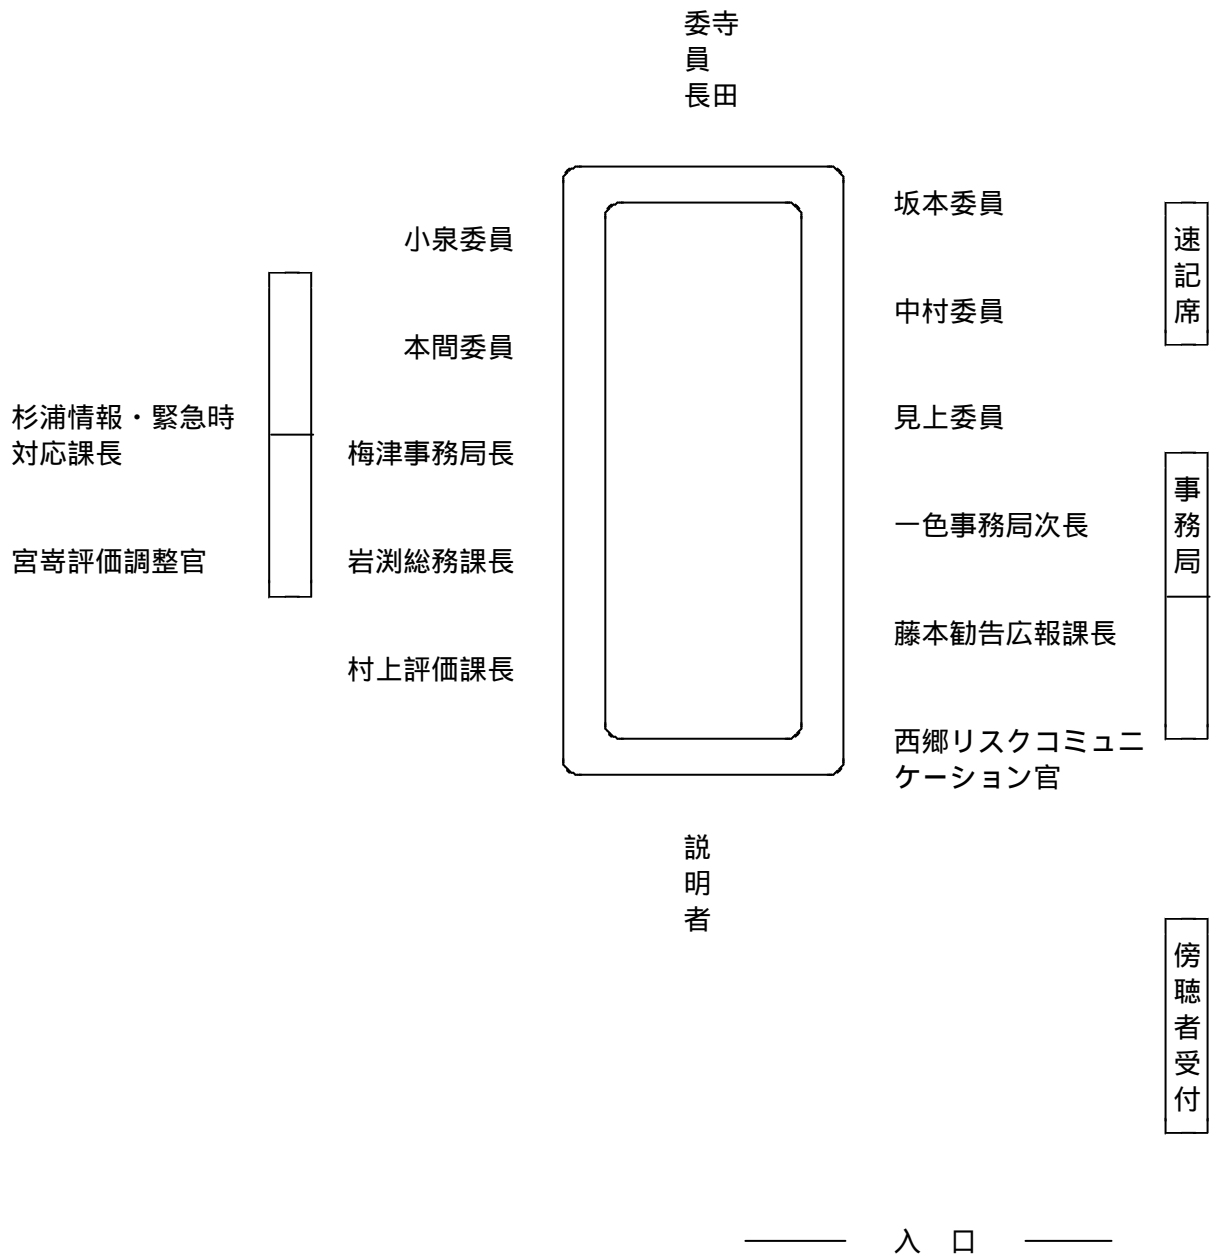 寺田
委員長
坂本委員
速記席
小泉委員
中村委員
本間委員
杉浦情報・緊急時
対応課長
見上委員
梅津事務局長
事務局
一色事務局次長
宮嵜評価調整官
岩渕総務課長
藤本勧告広報課長
村上評価課長
西郷リスクコミュニ
ケーション官
説明者
傍聴者受付
入 口